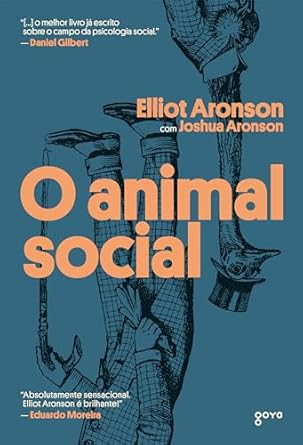 “[...] o melhor livro já escrito
sobre o campo da psicologia social.”
— Daniel Gilbert
Elliot Aronson
com Joshua Aronson
O animal
social
“Absolutamente sensacional.
Elliot Aronson é brilhante!”
— Eduardo Moreira
goya